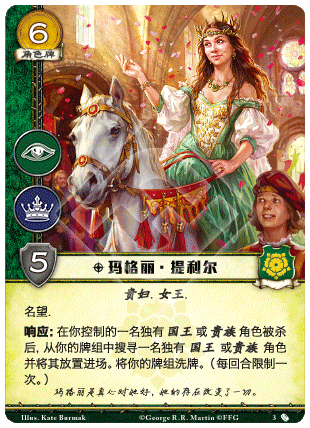 6
角色牌
5
玛格丽·提利尔
贵妇. 女王.
名望.
响应: 在你控制的一名独有 国王 或 贵族 角色被杀
后, 从你的牌组中搜寻一名独有 国王 或 贵族 角色
并将其放置进场。将你的牌组洗牌。（每回合限制一
次。）
玛格丽是真心对她好，她的存在改变了一切。
Illus. Kate Burmak ©George R.R. Martin ©FFG 3